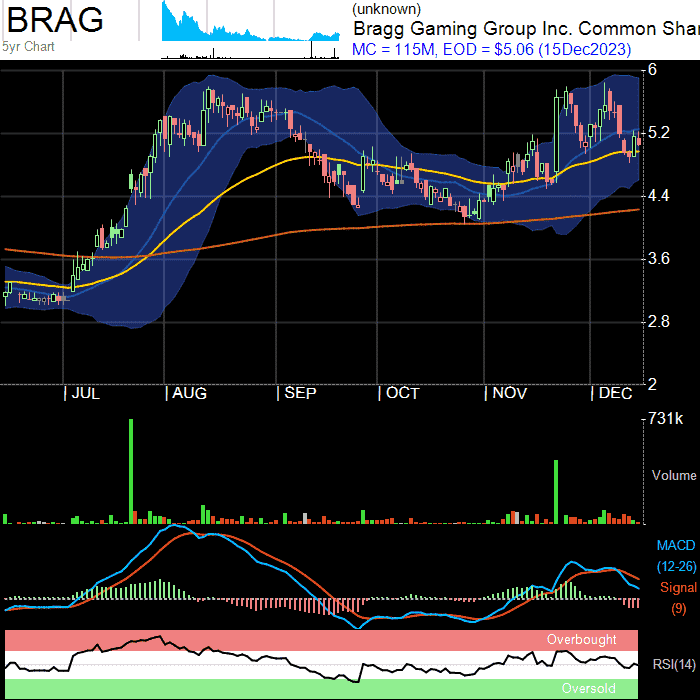 BRAG
5yr Chart
(unknown)
Bragg Gaming Group Inc. Common Shar
MC = 115M, EOD = $5.06 (15Dec2023)
6
5.2
4.4
3.6
2.8
2
JUL AUG SEP OCT NOV DEC
731k
Volume
MACD
(12-26)
Signal
(9)
Overbought
RSI(14)
Oversold